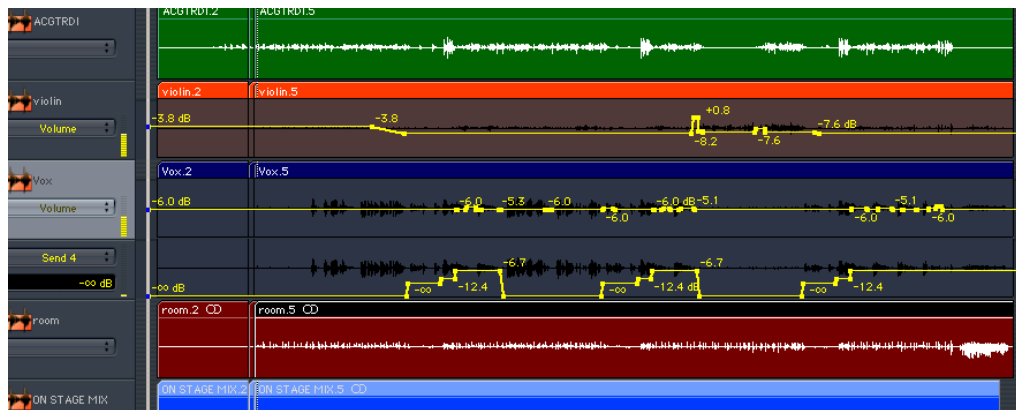 ACGTRDI
ACGTRDI.2
ACGTRDI.5
violin
violin.2
violin.5
Volume
-3.8 dB
-3.8
+0.8
-8.2
-7.6
-7.6 dB
Vox
Vox.2
Vox.5
Volume
-6.0 dB
-6.0
-5.3
-6.0
-6.0
-6.0 dB
-5.1
-6.0
-5.1
-6.0
Send 4
-∞ dB
-∞ dB
-∞
-12.4
-6.7
-∞
-12.4 dB
-6.7
-∞
-12.4
room
room.2
room.5
ON STAGE MIX
ON STAGE MIX.2
ON STAGE MIX.5